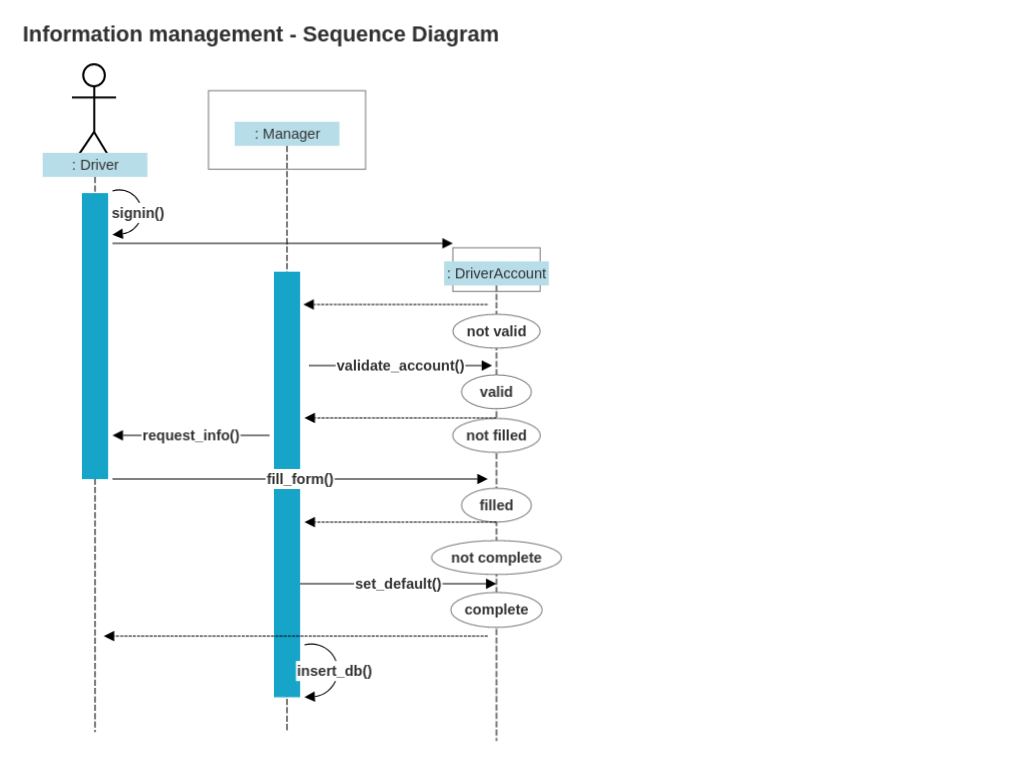 Information management - Sequence Diagram
: Manager
: Driver
signin()
: DriverAccount
not valid
validate_account()
valid
request_info()
not filled
fill_form()
filled
not complete
set_default()
complete
insert_db()